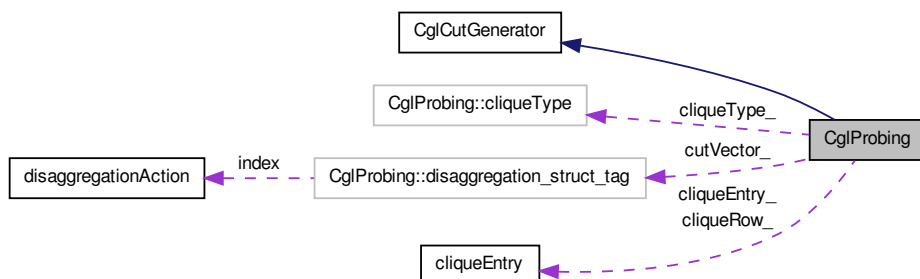 CglCutGenerator
CglProbing::cliqueType
cliqueType_
CglProbing
cutVector_
index
disaggregationAction
CglProbing::disaggregation_struct_tag
cliqueEntry_
cliqueRow_
cliqueEntry